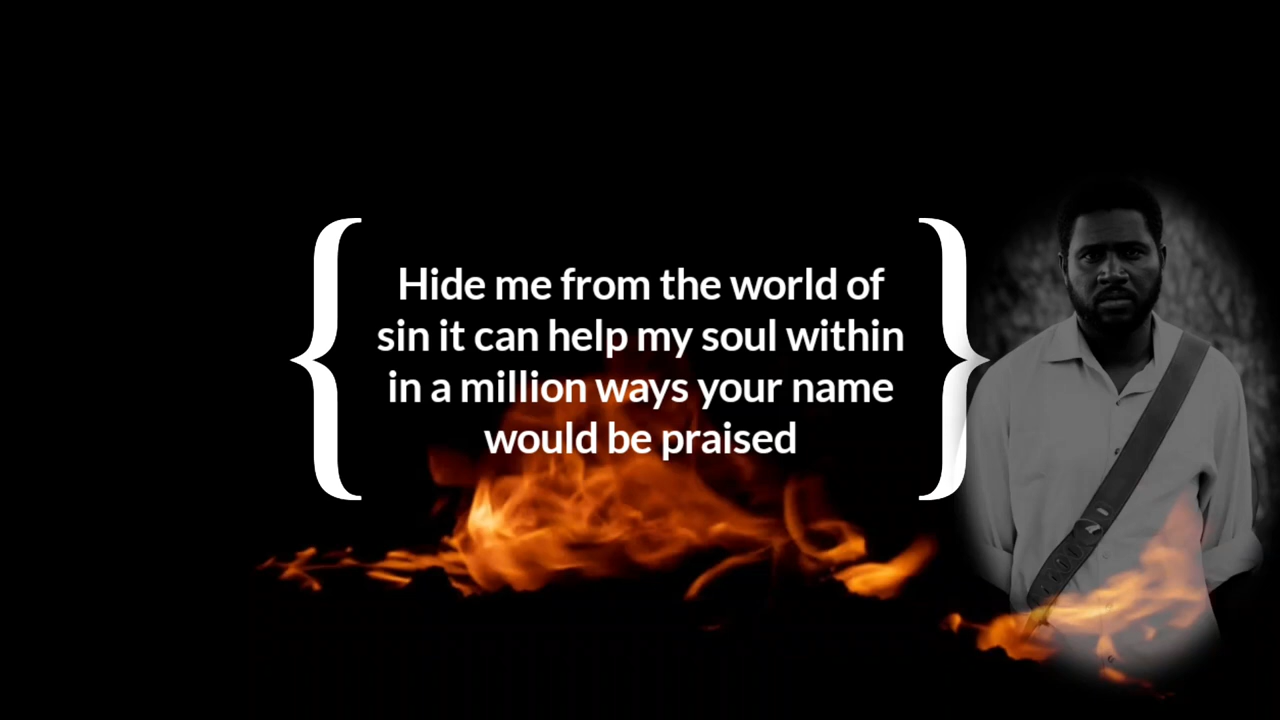 Hide me from the world of
sin it can help my soul within
in a million ways your name
would be praised